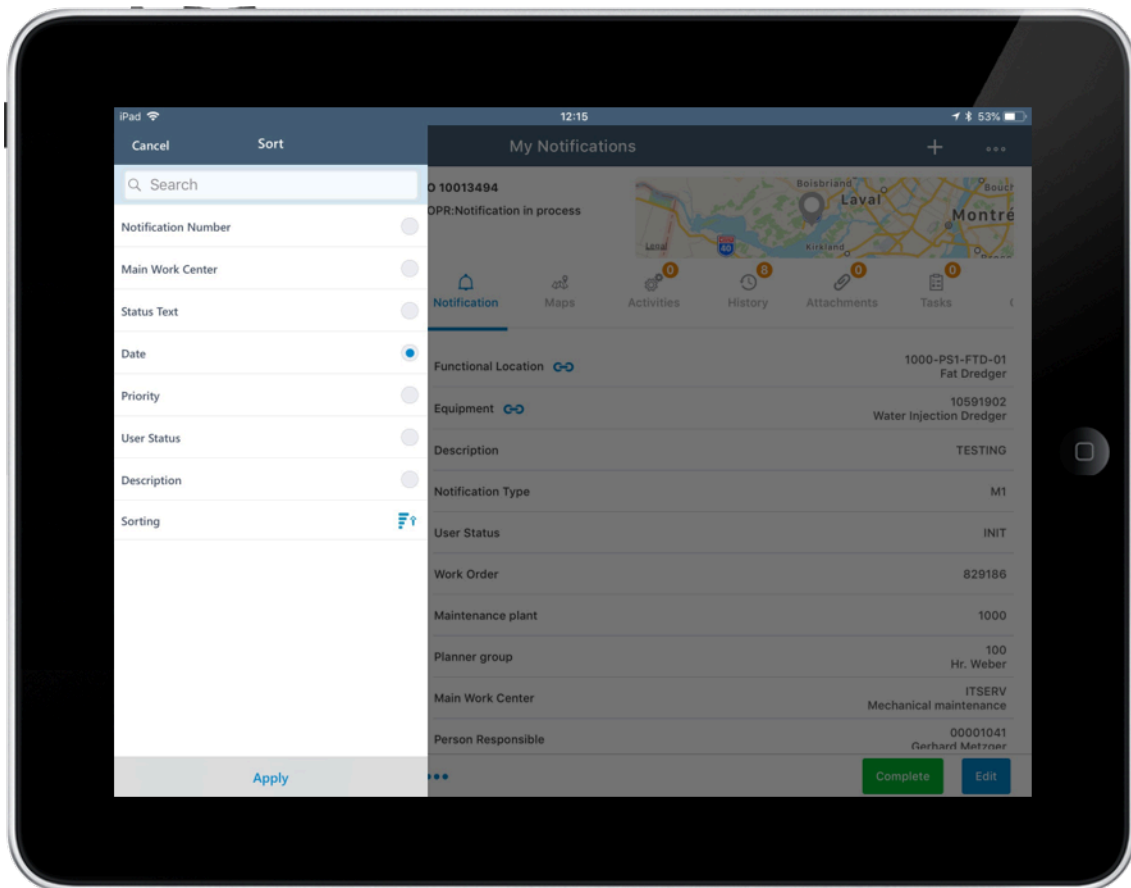 iPad
12:15
53%
Cancel
Sort
My Notifications
Search
Notification Number
Main Work Center
Status Text
Date
Priority
User Status
Description
Sorting
Apply
O 10013494
OPR:Notification in process
Boisbriand
Laval
Montré
Kirkland
40
Notification
Maps
0
Activities
8
History
0
Attachments
0
Tasks
Functional Location
1000-PS1-FTD-01
Fat Dredger
Equipment
10591902
Water Injection Dredger
Description
TESTING
Notification Type
M1
User Status
INIT
Work Order
829186
Maintenance plant
1000
Planner group
100
Hr. Weber
Main Work Center
ITSERV
Mechanical maintenance
Person Responsible
00001041
Gerhard Metzger
Complete
Edit